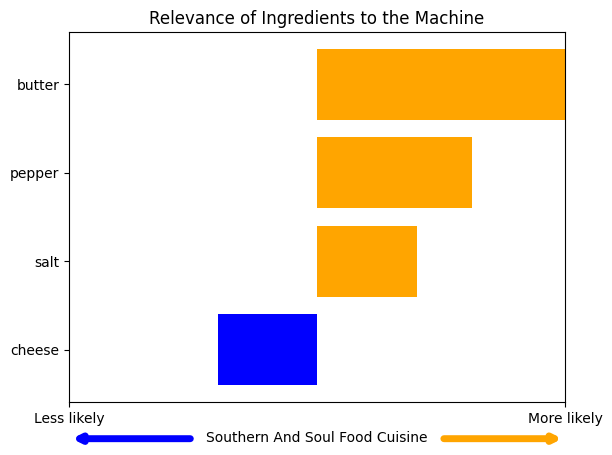 Relevance of Ingredients to the Machine
butter
pepper
salt
cheese
Less likely
More likely
Southern And Soul Food Cuisine